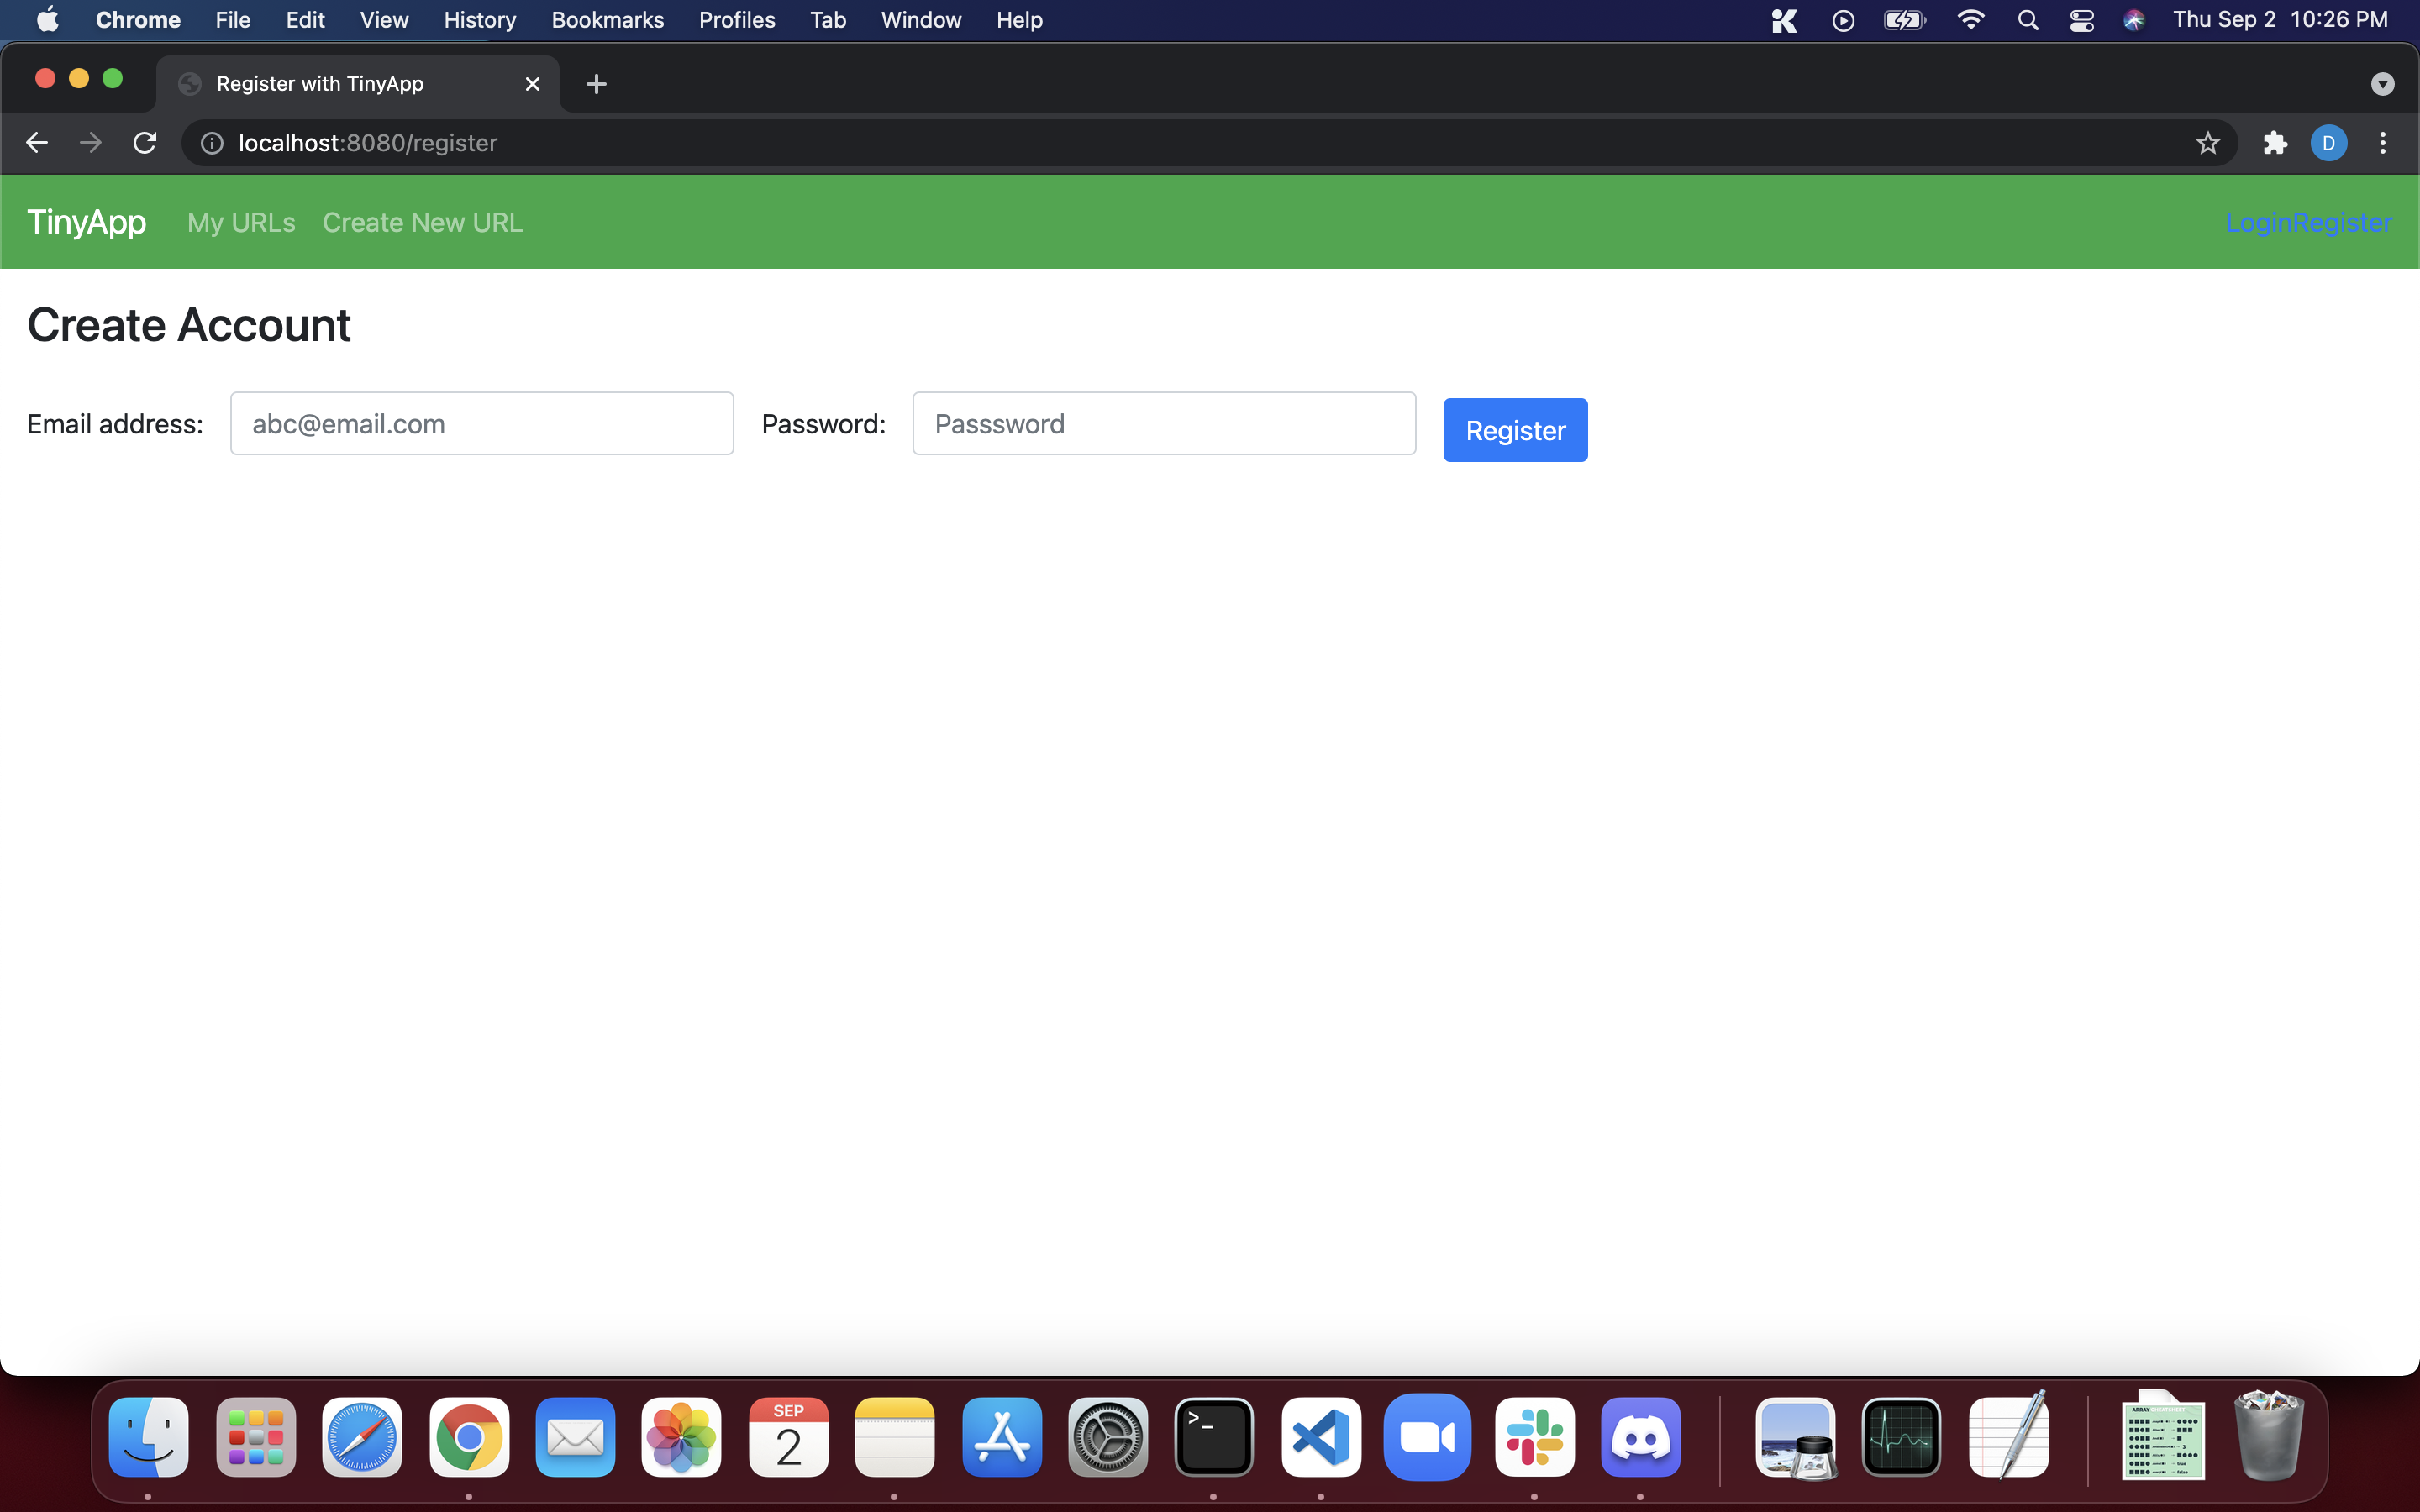 Chrome File Edit View History Bookmarks Profiles Tab Window Help Thu Sep 2 10:26 PM
Register with TinyApp
localhost:8080/register D
TinyApp My URLs Create New URL LoginRegister
Create Account
Email address: abc@email.com Password: Passsword Register
SEP
2
>_